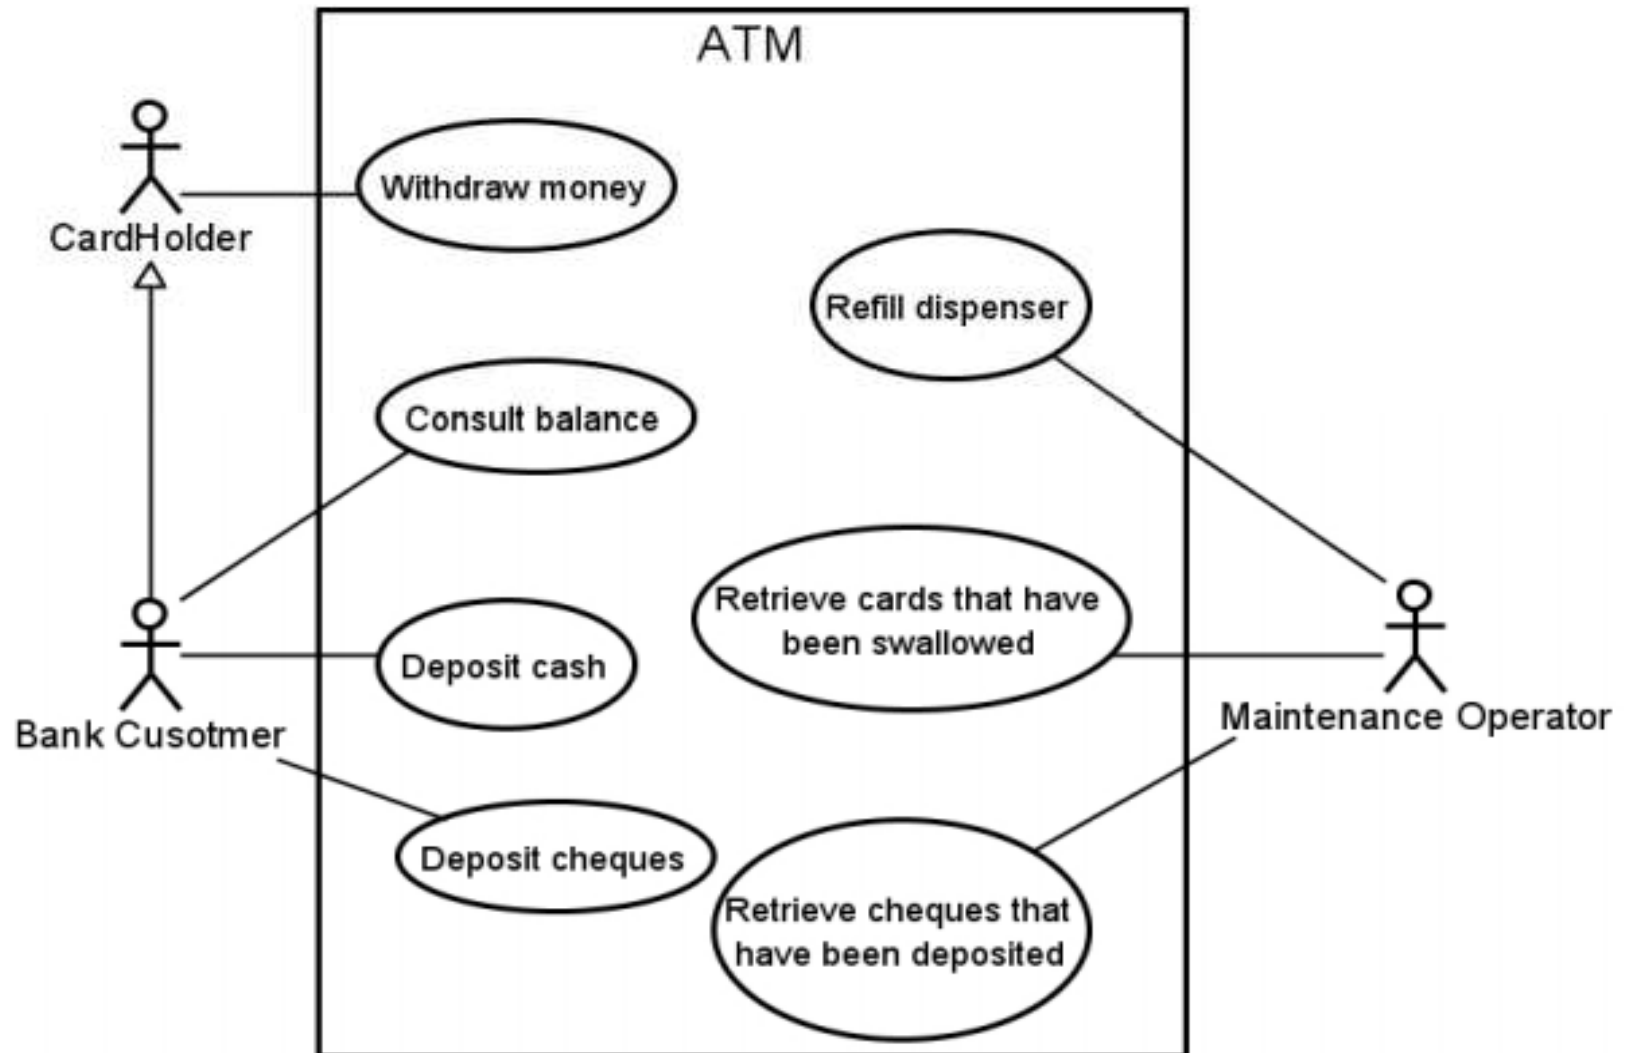 ATM
Withdraw money
CardHolder
Refill dispenser
Consult balance
Retrieve cards that have
been swallowed
Deposit cash
Bank Cusotmer
Maintenance Operator
Deposit cheques
Retrieve cheques that
have been deposited